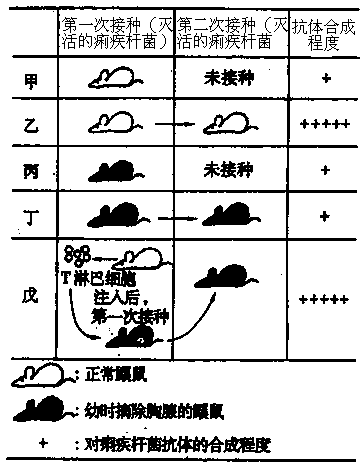 第一次接种（灭
活的痢疾杆菌）
第二次接种（灭
活的痢疾杆菌
抗体合成
程度
甲
未接种
+
乙
+++++
丙
未接种
+
丁
+
戊
T淋巴细胞
注入后，
第一次接种
+++++
：正常鼹鼠
：幼时摘除胸腺的鼹鼠
+ ：对痢疾杆菌抗体的合成程度